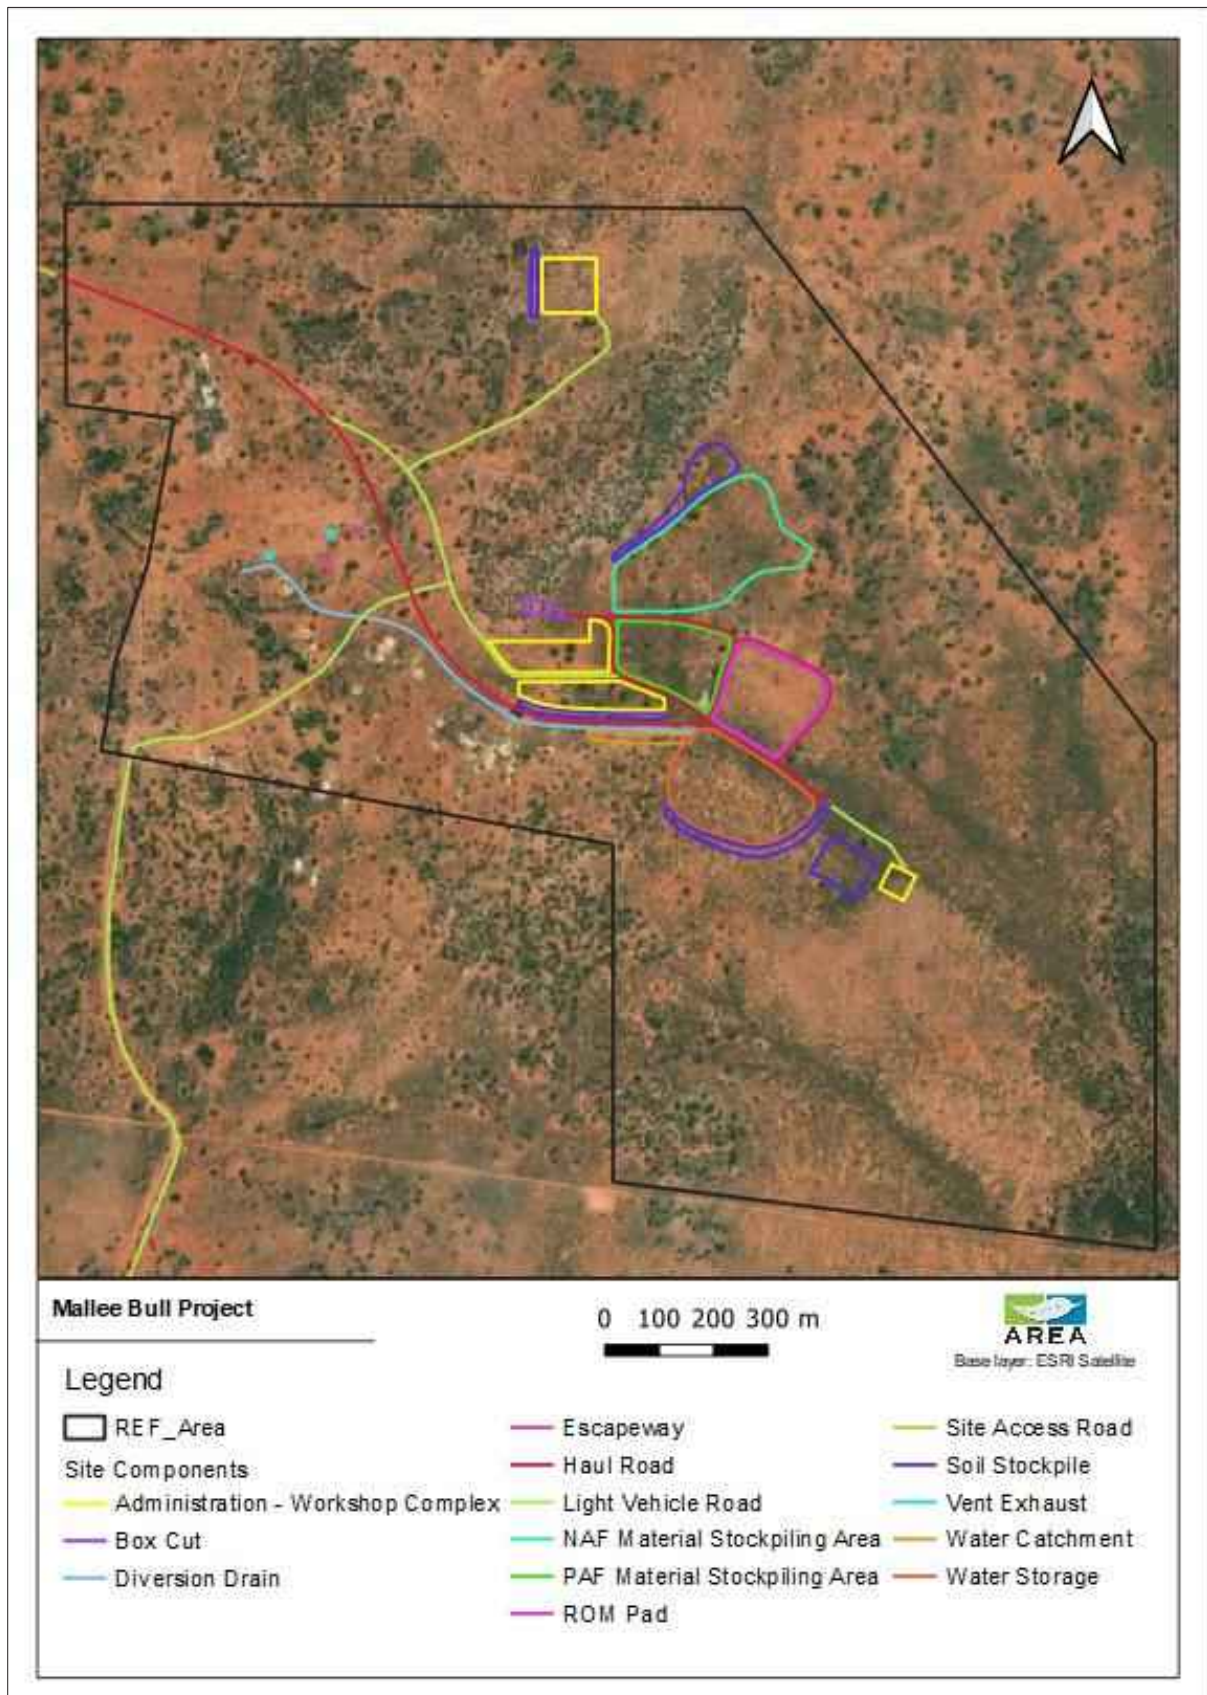 Mallee Bull Project
0 100 200 300 m
AREA
Base layer: ESRI Satellite
Legend
REF_Area
Site Components
Administration - Workshop Complex
Box Cut
Diversion Drain
Escapeway
Haul Road
Light Vehicle Road
NAF Material Stockpiling Area
PAF Material Stockpiling Area
ROM Pad
Site Access Road
Soil Stockpile
Vent Exhaust
Water Catchment
Water Storage